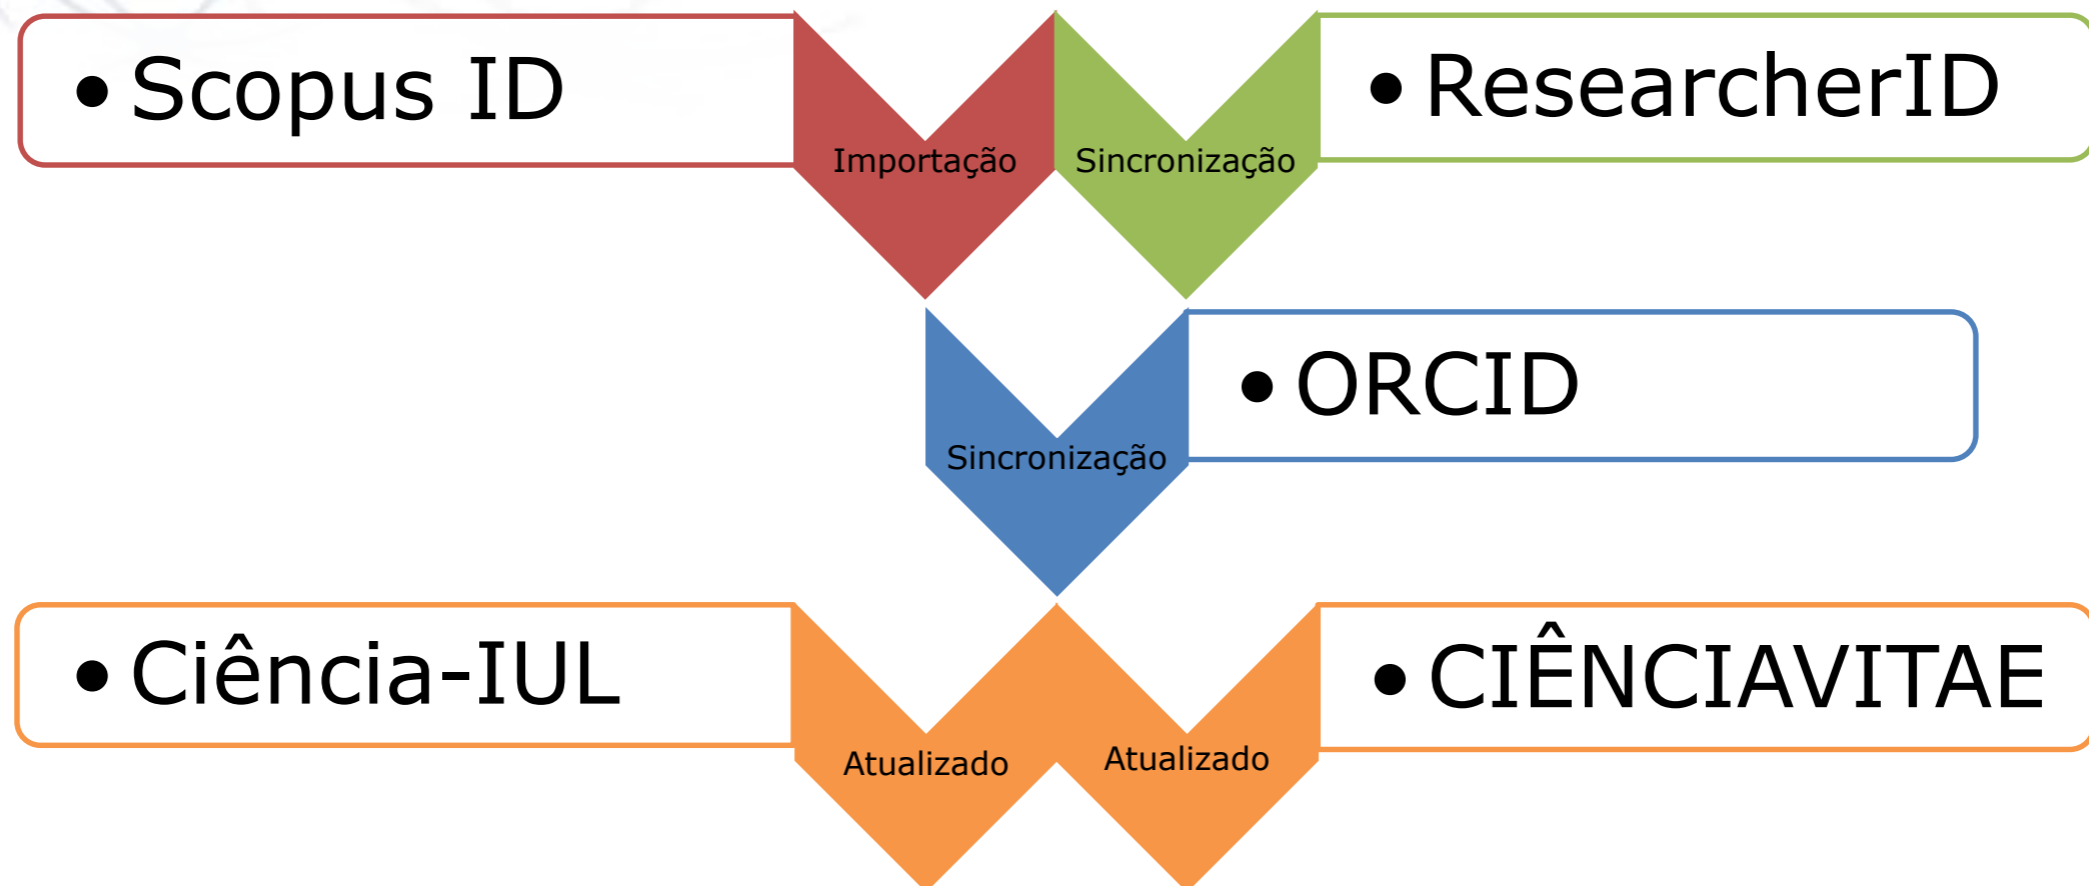 • Scopus ID
Importação
Sincronização
• ResearcherID
Sincronização
• ORCID
• Ciência-IUL
Atualizado
Atualizado
• CIÊNCIAVITAE